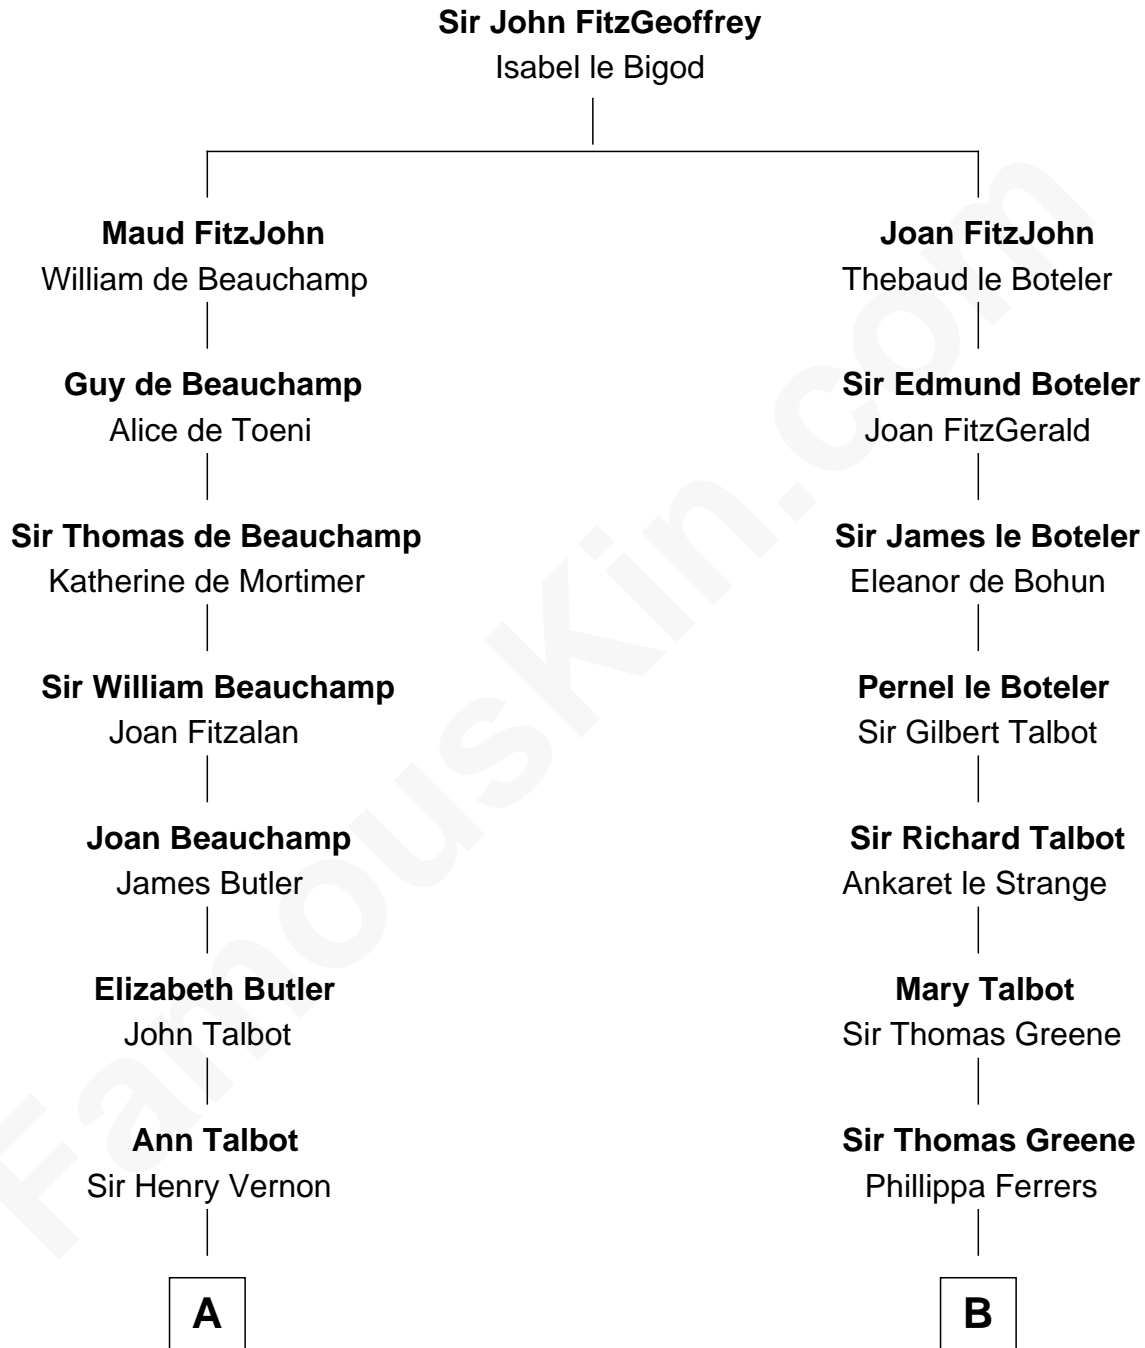 Sir John FitzGeoffrey
Isabel le Bigod
Maud FitzJohn
William de Beauchamp
Joan FitzJohn
Thebaud le Boteler
Guy de Beauchamp
Alice de Toeni
Sir Edmund Boteler
Joan FitzGerald
Sir Thomas de Beauchamp
Katherine de Mortimer
Sir James le Boteler
Eleanor de Bohun
Sir William Beauchamp
Joan Fitzalan
Pernel le Boteler
Sir Gilbert Talbot
Joan Beauchamp
James Butler
Sir Richard Talbot
Ankaret le Strange
Elizabeth Butler
John Talbot
Mary Talbot
Sir Thomas Greene
Ann Talbot
Sir Henry Vernon
Sir Thomas Greene
Phillippa Ferrers
A
B
FamousKin.com